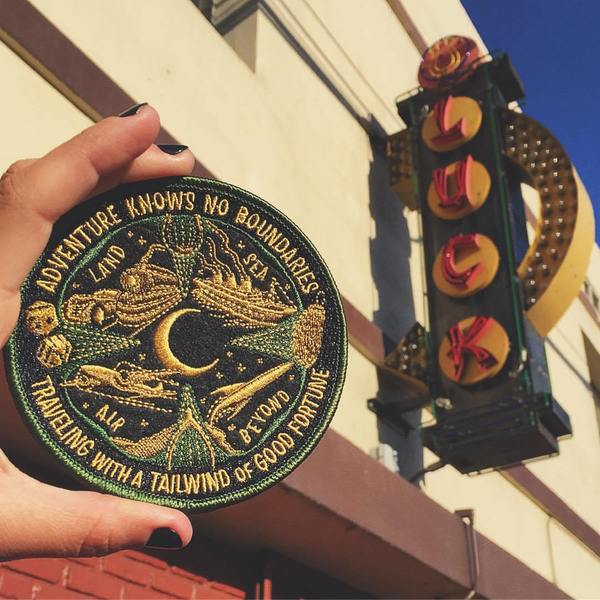 ADVENTURE KNOWS NO BOUNDARIES
LAND
SEA
AIR
BEYOND
TRAVELING WITH A TAILWIND OF GOOD FORTUNE
LUCK